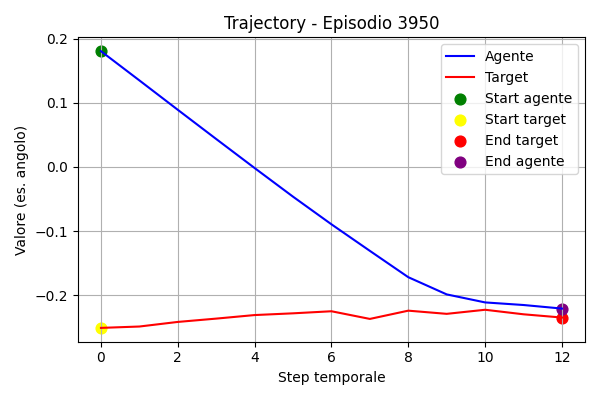 Trajectory - Episodio 3950
Agente
Target
Start agente
Start target
End target
End agente
Valore (es. angolo)
0.2
0.1
0.0
−0.1
−0.2
0 2 4 6 8 10 12
Step temporale